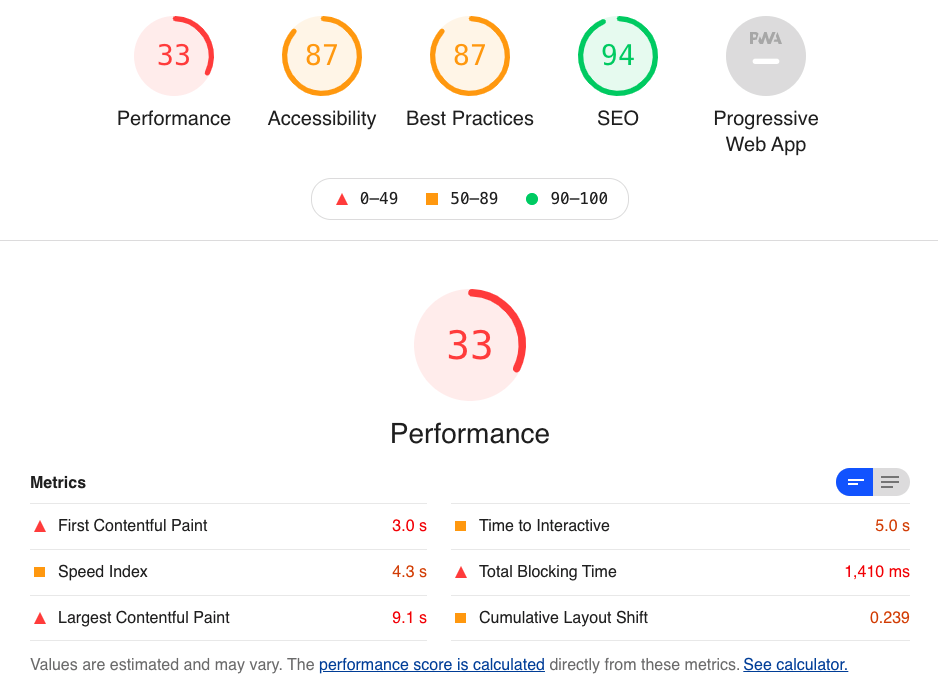 33 87 87 94 PWA
Performance Accessibility Best Practices SEO Progressive
Web App
0–49 50–89 90–100
33
Performance
Metrics
First Contentful Paint 3.0 s Time to Interactive 5.0 s
Speed Index 4.3 s Total Blocking Time 1,410 ms
Largest Contentful Paint 9.1 s Cumulative Layout Shift 0.239
Values are estimated and may vary. The performance score is calculated directly from these metrics. See calculator.